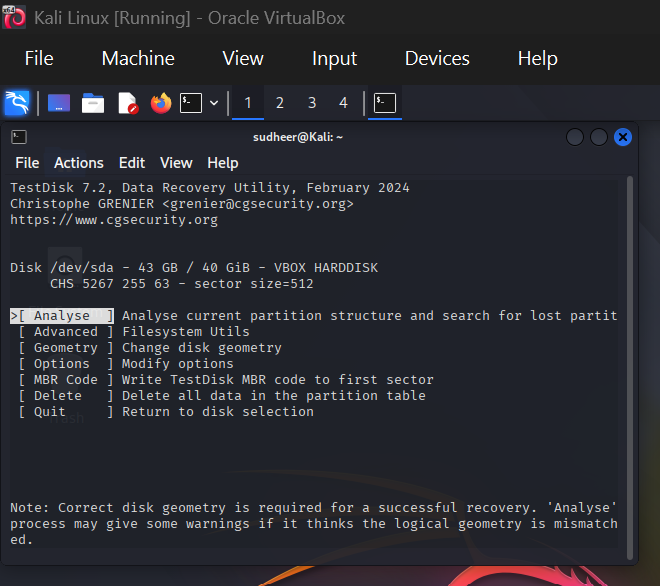 x64
Kali Linux [Running] - Oracle VirtualBox
File Machine View Input Devices Help
1 2 3 4
sudheer@Kali: ~
File Actions Edit View Help
TestDisk 7.2, Data Recovery Utility, February 2024
Christophe GRENIER <grenier@cgsecurity.org>
https://www.cgsecurity.org
Disk /dev/sda - 43 GB / 40 GiB - VBOX HARDDISK
CHS 5267 255 63 - sector size=512
>[ Analyse ] Analyse current partition structure and search for lost partit
[ Advanced ] Filesystem Utils
[ Geometry ] Change disk geometry
[ Options ] Modify options
[ MBR Code ] Write TestDisk MBR code to first sector
[ Delete ] Delete all data in the partition table
[ Quit ] Return to disk selection
Trash
Note: Correct disk geometry is required for a successful recovery. 'Analyse'
process may give some warnings if it thinks the logical geometry is mismatch
ed.